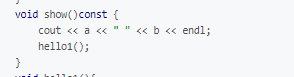 void show()const {
cout << a << " " << b << endl;
hello1();
}